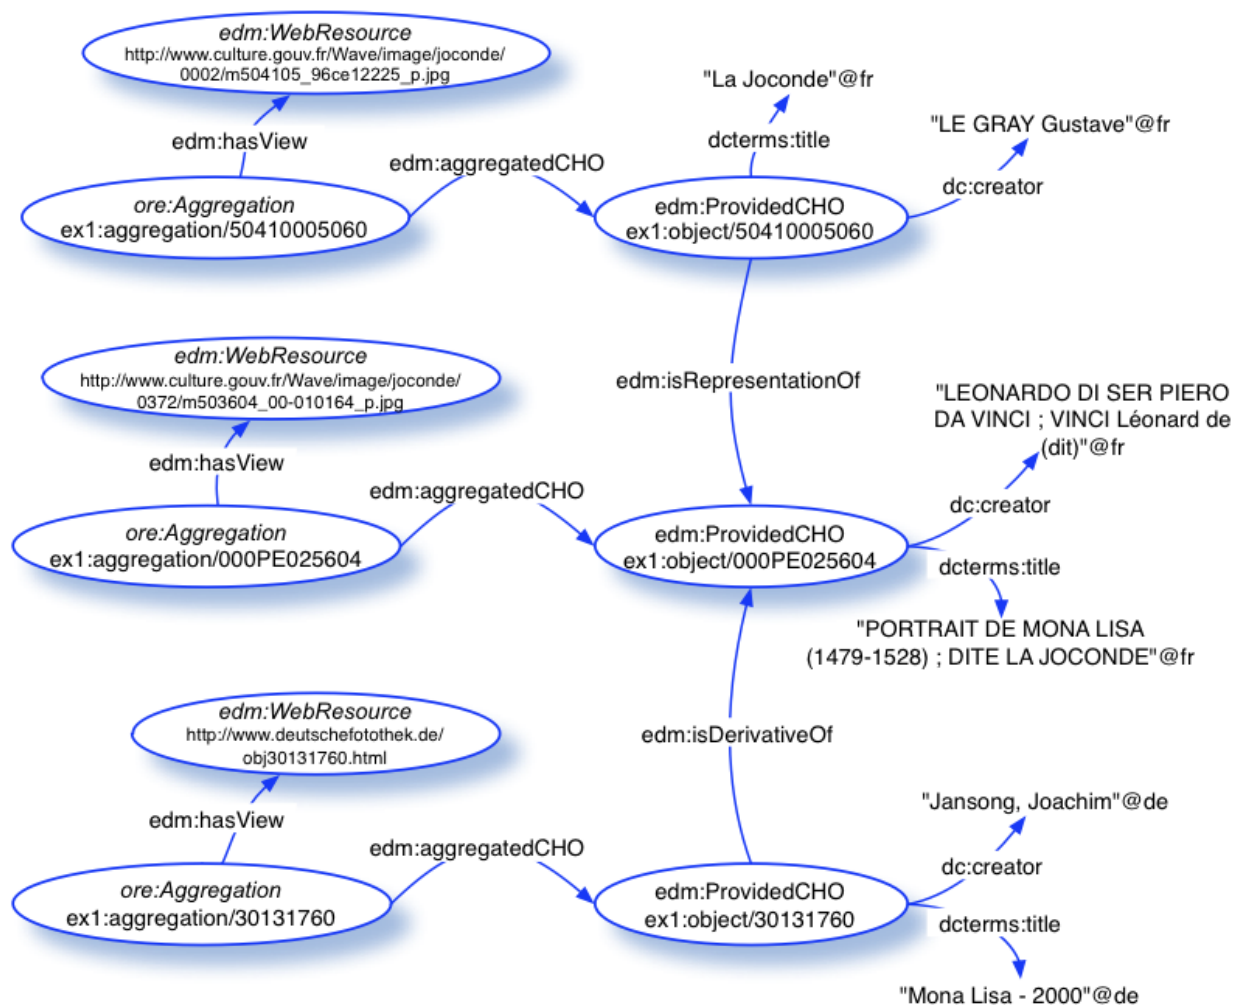 edm:WebResource
http://www.culture.gouv.fr/Wave/image/joconde/
0002/m504105_96ce12225_p.jpg
"La Joconde"@fr
"LE GRAY Gustave"@fr
edm:hasView
dcterms:title
edm:aggregatedCHO
dc:creator
ore:Aggregation
ex1:aggregation/50410005060
edm:ProvidedCHO
ex1:object/50410005060
edm:WebResource
http://www.culture.gouv.fr/Wave/image/joconde/
0372/m503604_00-010164_p.jpg
edm:isRepresentationOf
"LEONARDO DI SER PIERO
DA VINCI ; VINCI Léonard de
(dit)"@fr
edm:hasView
edm:aggregatedCHO
dc:creator
ore:Aggregation
ex1:aggregation/000PE025604
edm:ProvidedCHO
ex1:object/000PE025604
dcterms:title
"PORTRAIT DE MONA LISA
(1479-1528) ; DITE LA JOCONDE"@fr
edm:WebResource
http://www.deutschefotothek.de/
obj30131760.html
edm:isDerivativeOf
"Jansong, Joachim"@de
edm:hasView
edm:aggregatedCHO
dc:creator
ore:Aggregation
ex1:aggregation/30131760
edm:ProvidedCHO
ex1:object/30131760
dcterms:title
"Mona Lisa - 2000"@de